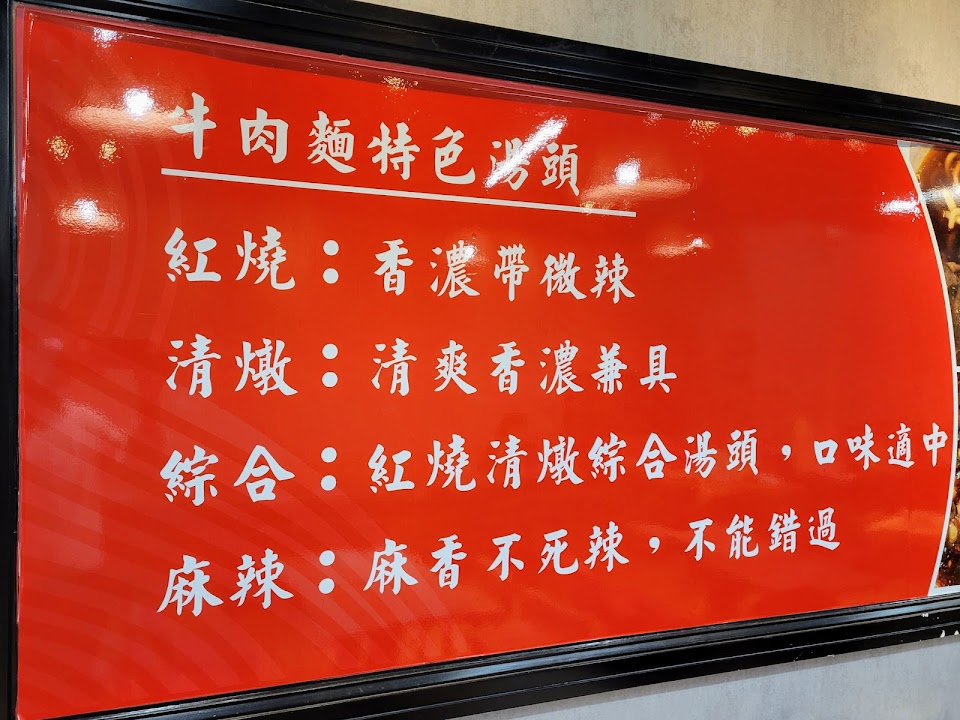 牛肉麵特色湯頭
紅燒：香濃帶微辣
清燉：清爽香濃兼具
綜合：紅燒清燉綜合湯頭，口味適中
麻辣：麻香不死辣，不能錯過